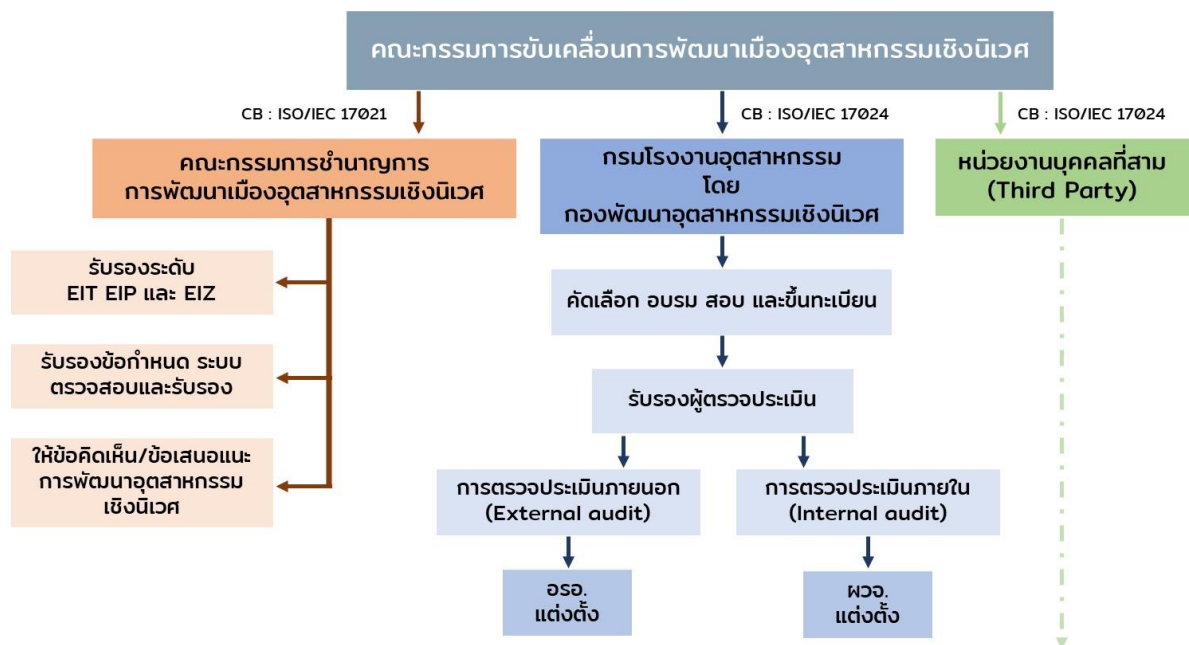 คณะกรรมการขับเคลื่อนการพัฒนาเมืองอุตสาหกรรมเชิงนิเวศ
CB : ISO/IEC 17021
CB : ISO/IEC 17024
CB : ISO/IEC 17024
คณะกรรมการชำนาญการ
การพัฒนาเมืองอุตสาหกรรมเชิงนิเวศ
กรมโรงงานอุตสาหกรรม
โดย
กองพัฒนาอุตสาหกรรมเชิงนิเวศ
หน่วยงานบุคคลที่สาม
(Third Party)
รับรองระดับ
EIT EIP และ EIZ
คัดเลือก อบรม สอบ และขึ้นทะเบียน
รับรองข้อกำหนด ระบบ
ตรวจสอบและรับรอง
รับรองผู้ตรวจประเมิน
ให้ข้อคิดเห็น/ข้อเสนอแนะ
การพัฒนาอุตสาหกรรม
เชิงนิเวศ
การตรวจประเมินภายนอก
(External audit)
การตรวจประเมินภายใน
(Internal audit)
อรอ.
แต่งตั้ง
ผวจ.
แต่งตั้ง